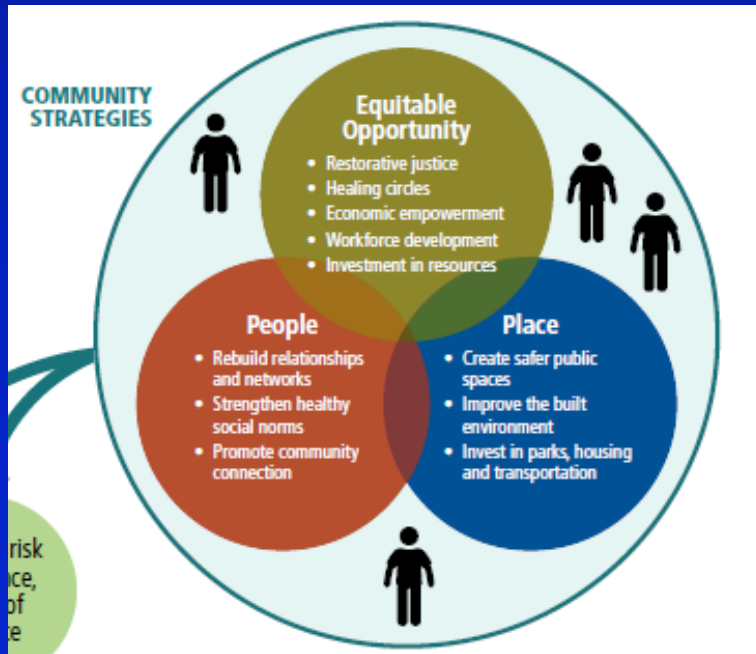 COMMUNITY
STRATEGIES
Equitable
Opportunity
• Restorative justice
• Healing circles
• Economic empowerment
• Workforce development
• Investment in resources
People
• Rebuild relationships
and networks
• Strengthen healthy
social norms
• Promote community
connection
Place
• Create safer public
spaces
• Improve the built
environment
• Invest in parks, housing
and transportation
risk
of